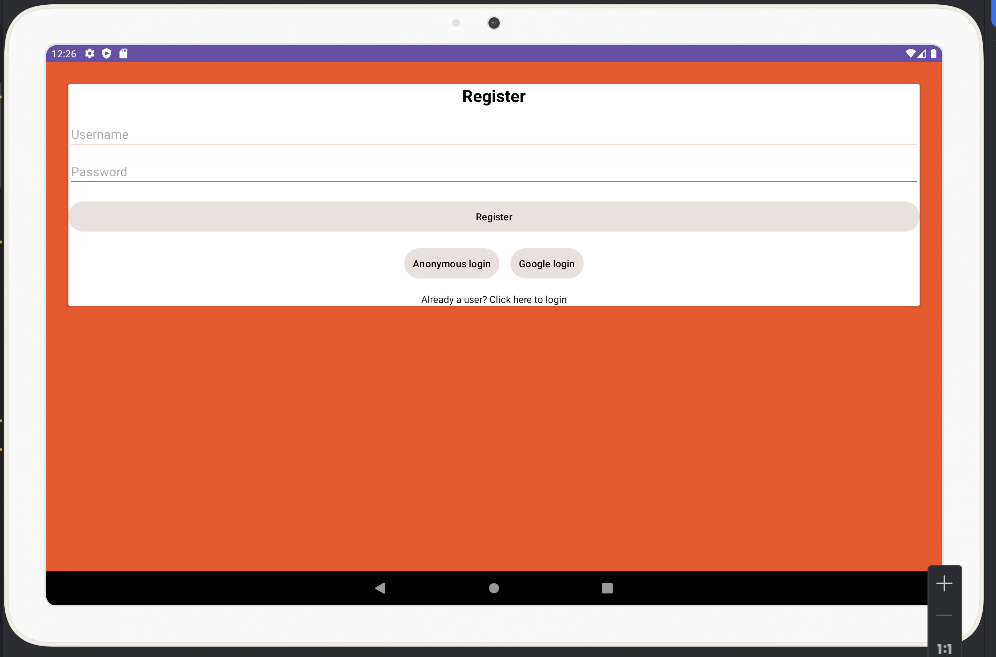 12:26
Register
Username
Password
Register
Anonymous login Google login
Already a user? Click here to login
1:1